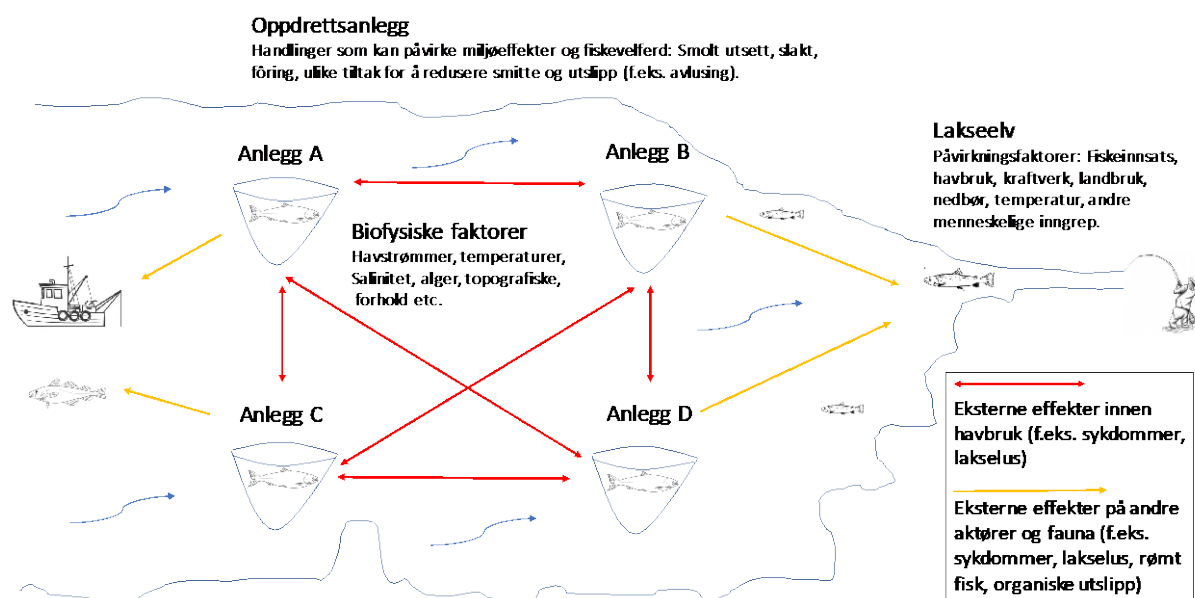 Oppdrettsanlegg
Handlinger som kan påvirke miljøeffekter og fiskevelferd: Smolt utsett, slakt,
fôring, ulike tiltak for å redusere smitte og utslipp (f.eks. avlusing).
Anlegg A
Anlegg B
Lakseelv
Påvirkningsfaktorer: Fiskeinnsats,
havbruk, kraftverk, landbruk,
nedbør, temperatur, andre
menneskelige inngrep.
Biofysiske faktorer
Havstrømmer, temperaturer,
Salinitet, alger, topografiske,
forhold etc.
Anlegg C
Anlegg D
Eksterne effekter innen
havbruk (f.eks. sykdommer,
lakselus)
Eksterne effekter på andre
aktører og fauna (f.eks.
sykdommer, lakselus, rømt
fisk, organiske utslipp)